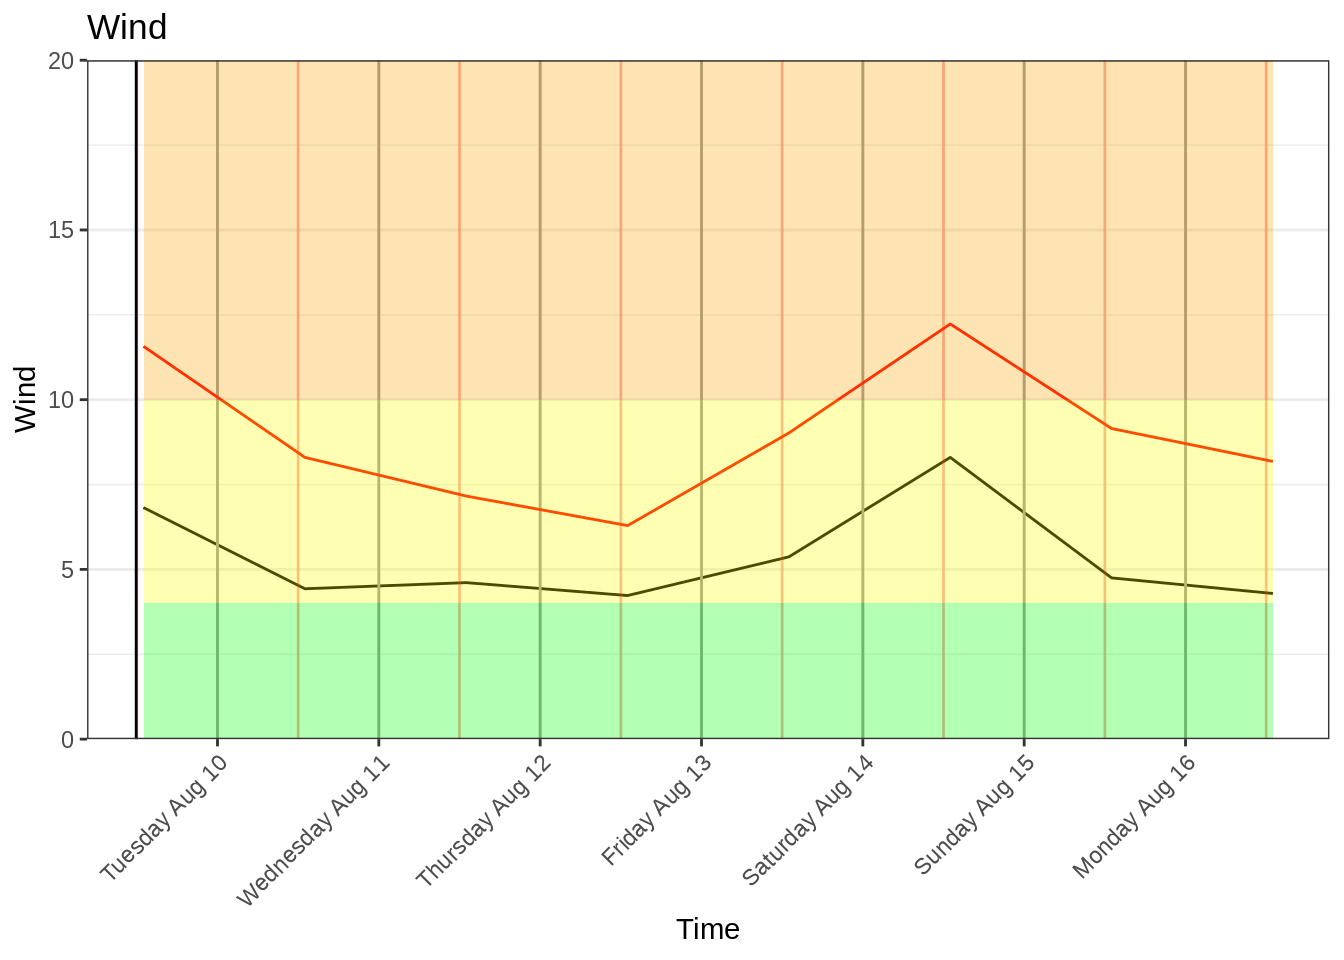 Wind
20
15
10
5
0
Wind
Tuesday Aug 10
Wednesday Aug 11
Thursday Aug 12
Friday Aug 13
Saturday Aug 14
Sunday Aug 15
Monday Aug 16
Time